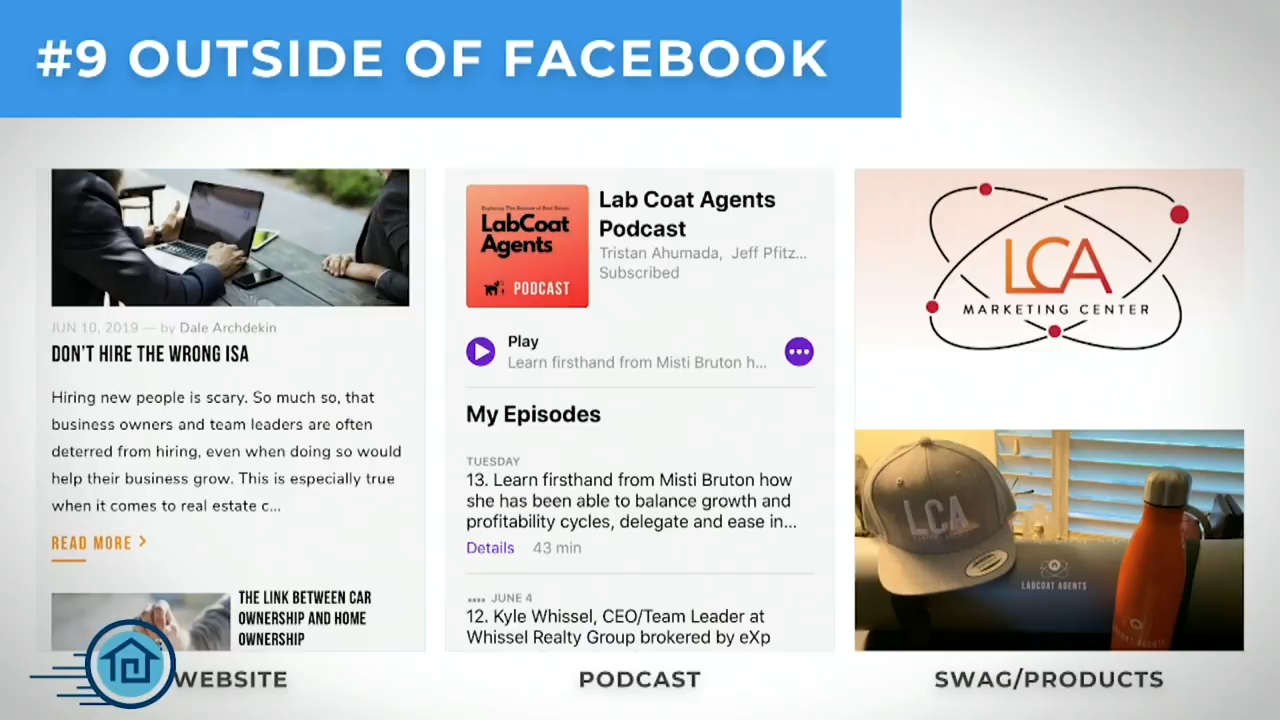 #9 OUTSIDE OF FACEBOOK
JUN 10, 2019 — by Dale Archdekin
DON'T HIRE THE WRONG ISA
Hiring new people is scary. So much so, that
business owners and team leaders are often
deterred from hiring, even when doing so would
help their business grow. This is especially true
when it comes to real estate c...
READ MORE >
THE LINK BETWEEN CAR
OWNERSHIP AND HOME
OWNERSHIP
WEBSITE
LabCoat
Agents
PODCAST
Lab Coat Agents
Podcast
Tristan Ahumada, Jeff Pfitz...
Subscribed
Play
Learn firsthand from Misti Bruton h...
My Episodes
TUESDAY
13. Learn firsthand from Misti Bruton how
she has been able to balance growth and
profitability cycles, delegate and ease in...
Details 43 min
JUNE 4
12. Kyle Whissel, CEO/Team Leader at
Whissel Realty Group brokered by eXp
PODCAST
LCA
MARKETING CENTER
LCA
LABCOAT AGENTS
SWAG/PRODUCTS